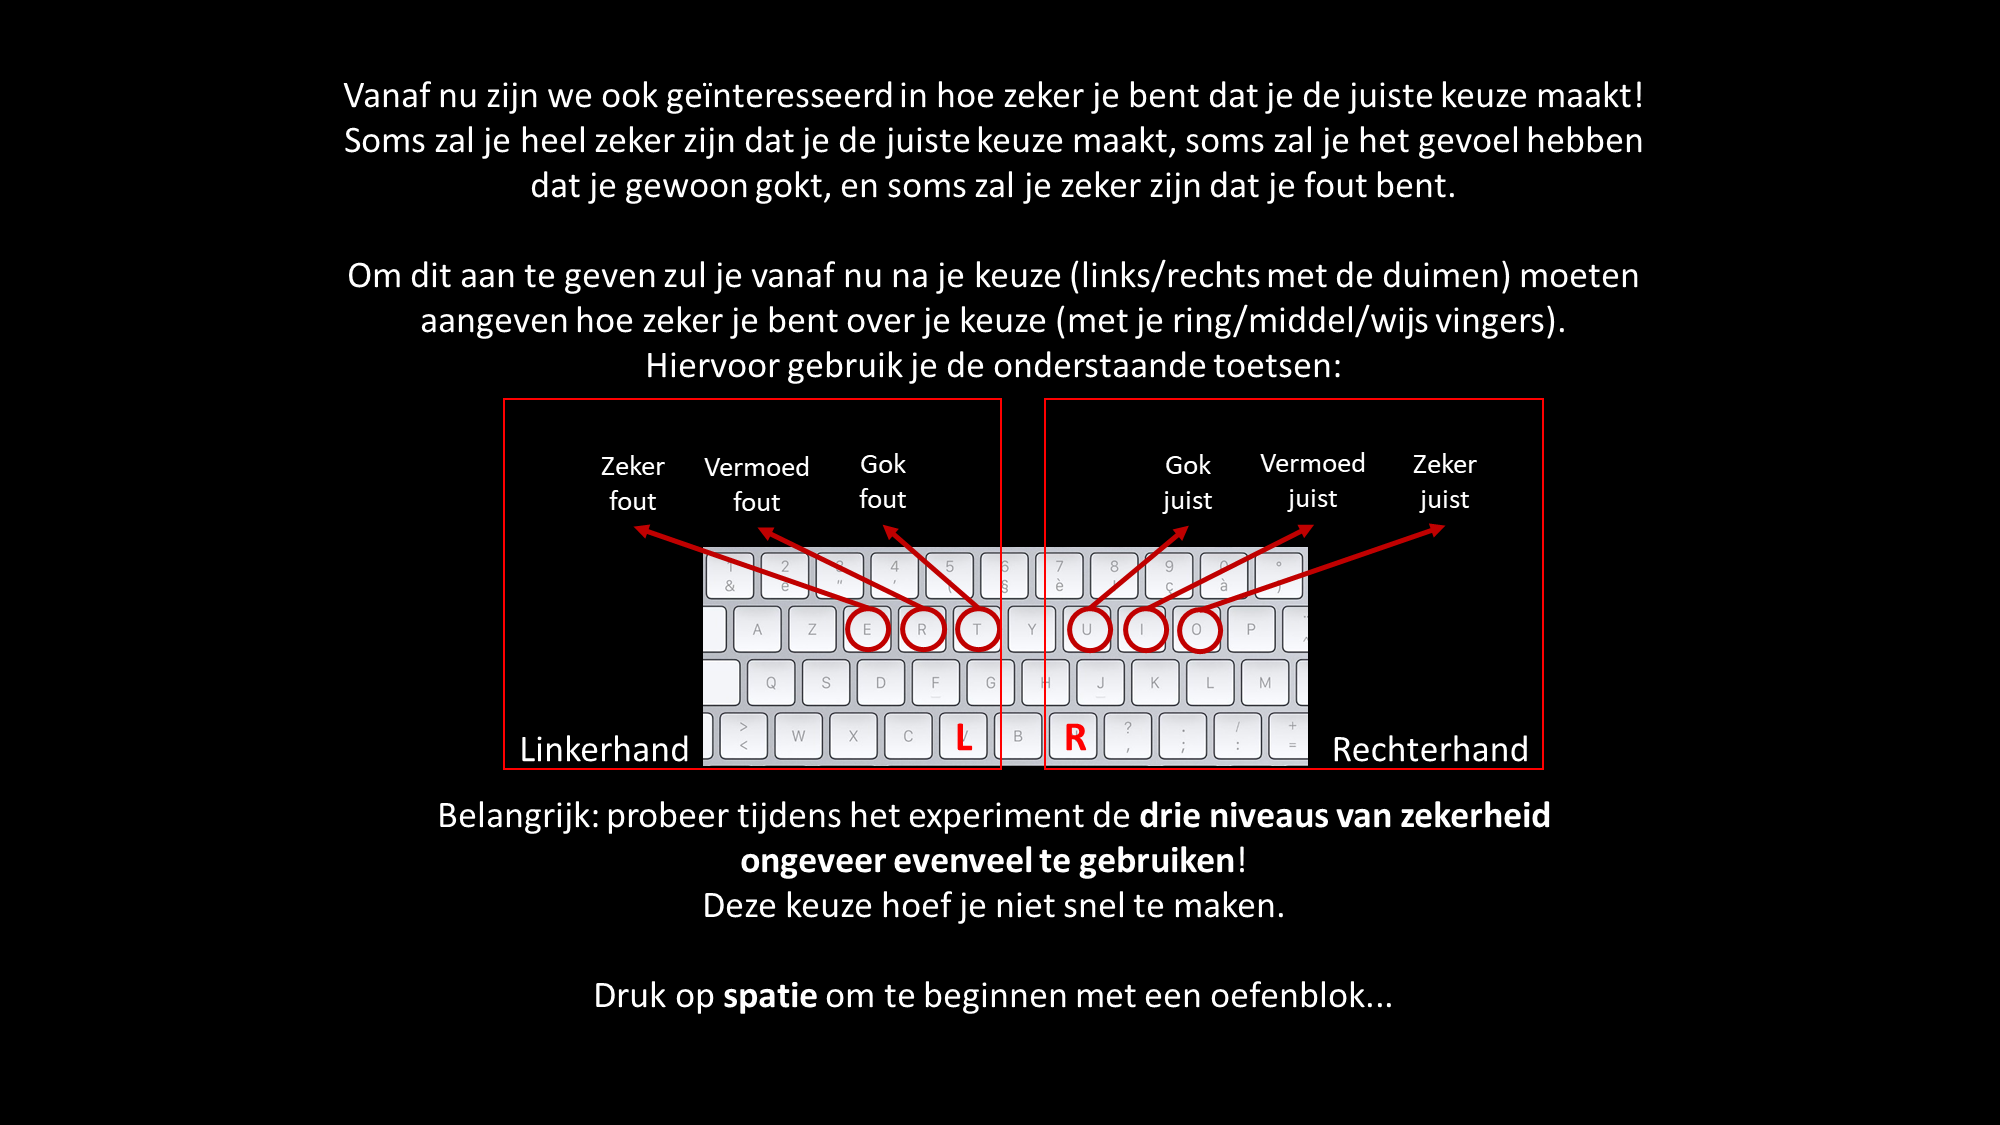 Vanaf nu zijn we ook geïnteresseerd in hoe zeker je bent dat je de juiste keuze maakt!
Soms zal je heel zeker zijn dat je de juiste keuze maakt, soms zal je het gevoel hebben
dat je gewoon gokt, en soms zal je zeker zijn dat je fout bent.
Om dit aan te geven zul je vanaf nu na je keuze (links/rechts met de duimen) moeten
aangeven hoe zeker je bent over je keuze (met je ring/middel/wijs vingers).
Hiervoor gebruik je de onderstaande toetsen:
Zeker fout
Vermoed fout
Gok fout
Gok juist
Vermoed juist
Zeker juist
1 2 3 4 5 6 7 8 9 0 °
& é " ' ( § è ! ç à )
A Z E R T Y U I O P ¨ ^
Q S D F G H J K L M
> < W X C L B R ? , . ; / : + =
Linkerhand
Rechterhand
Belangrijk: probeer tijdens het experiment de drie niveaus van zekerheid
ongeveer evenveel te gebruiken!
Deze keuze hoef je niet snel te maken.
Druk op spatie om te beginnen met een oefenblok...